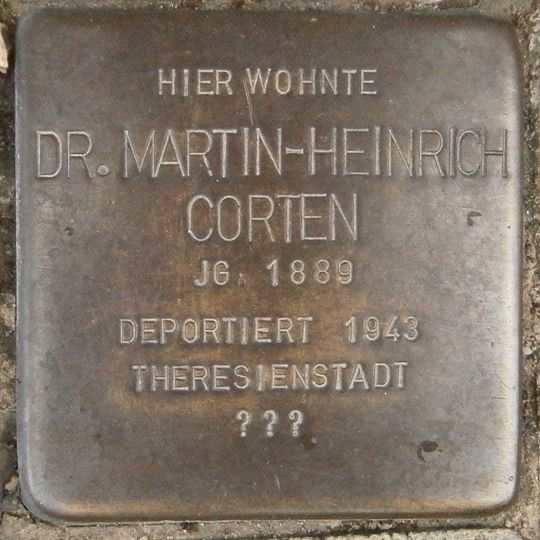 HIER WOHNTE
DR. MARTIN-HEINRICH
CORTEN
JG. 1889
DEPORTIERT 1943
THERESIENSTADT
???